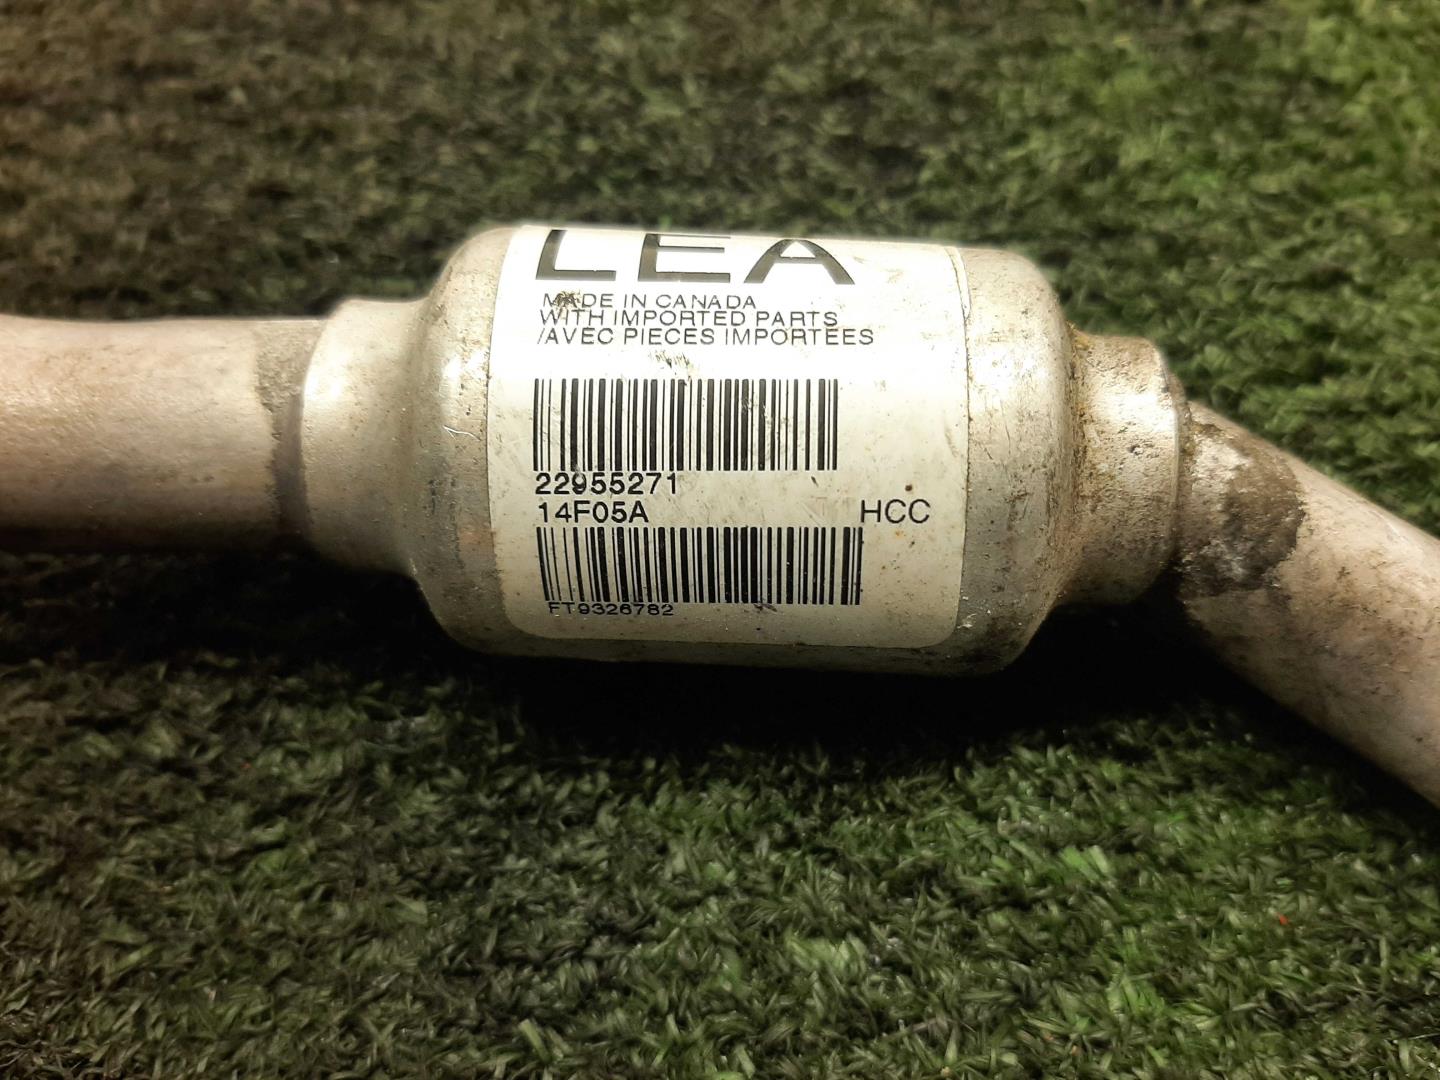 LEA
MADE IN CANADA
WITH IMPORTED PARTS
/AVEC PIECES IMPORTEES
22955271
14F05A HCC
FT9326782